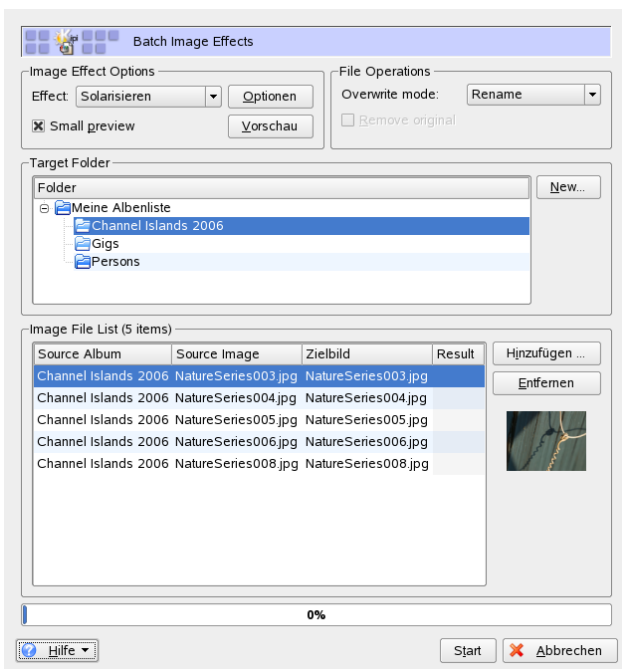 Batch Image Effects
Image Effect Options
Effect: Solarisieren
Optionen
Small preview
Vorschau
File Operations
Overwrite mode: Rename
Remove original
Target Folder
Folder
New...
Meine Albenliste
Channel Islands 2006
Gigs
Persons
Image File List (5 items)
Source Album Source Image Zielbild Result
Channel Islands 2006 NatureSeries003.jpg NatureSeries003.jpg
Channel Islands 2006 NatureSeries004.jpg NatureSeries004.jpg
Channel Islands 2006 NatureSeries005.jpg NatureSeries005.jpg
Channel Islands 2006 NatureSeries006.jpg NatureSeries006.jpg
Channel Islands 2006 NatureSeries008.jpg NatureSeries008.jpg
Hinzufügen ...
Entfernen
0%
Hilfe
Start
Abbrechen